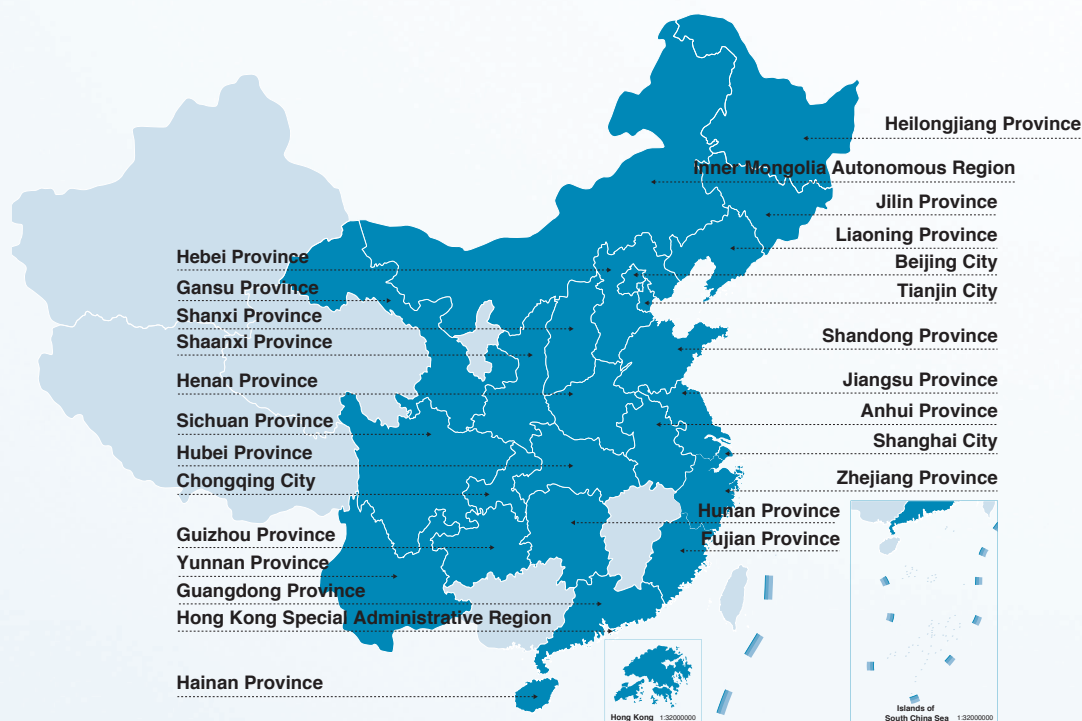 Heilongjiang Province
Inner Mongolia Autonomous Region
Jilin Province
Liaoning Province
Hebei Province
Beijing City
Gansu Province
Tianjin City
Shanxi Province
Shaanxi Province
Shandong Province
Henan Province
Jiangsu Province
Anhui Province
Sichuan Province
Shanghai City
Hubei Province
Chongqing City
Zhejiang Province
Hunan Province
Guizhou Province
Fujian Province
Yunnan Province
Guangdong Province
Hong Kong Special Administrative Region
Hainan Province
Hong Kong 1:32000000
Islands of
South China Sea 1:32000000